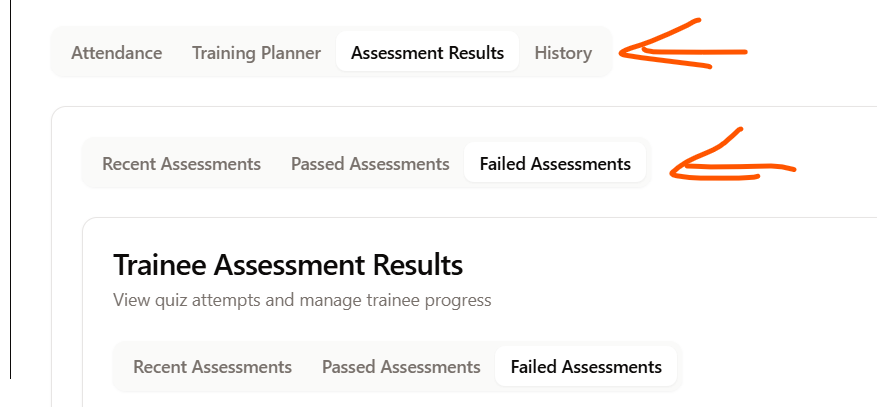 Attendance Training Planner Assessment Results History
Recent Assessments Passed Assessments Failed Assessments
Trainee Assessment Results
View quiz attempts and manage trainee progress
Recent Assessments Passed Assessments Failed Assessments